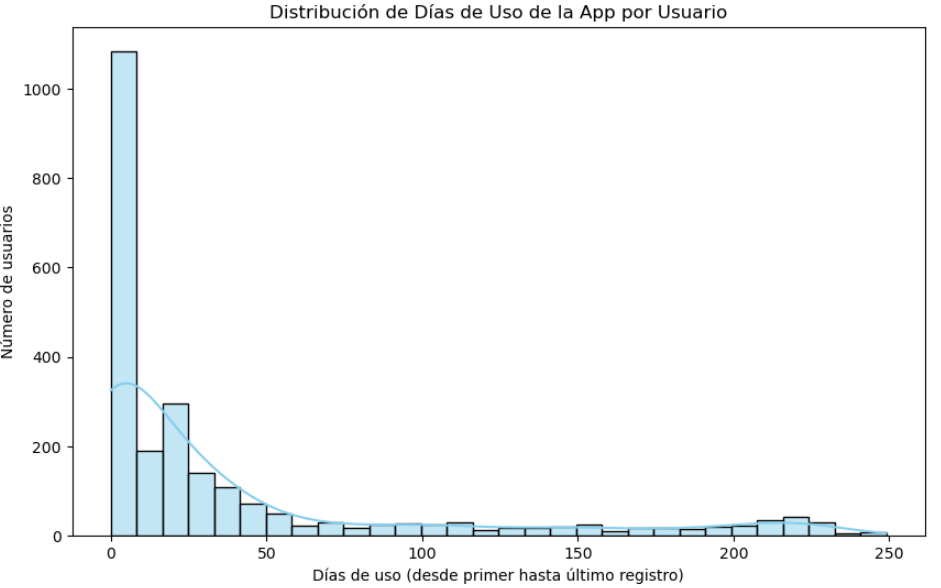 Distribución de Días de Uso de la App por Usuario
Número de usuarios
1000
800
600
400
200
0
0 50 100 150 200 250
Días de uso (desde primer hasta último registro)